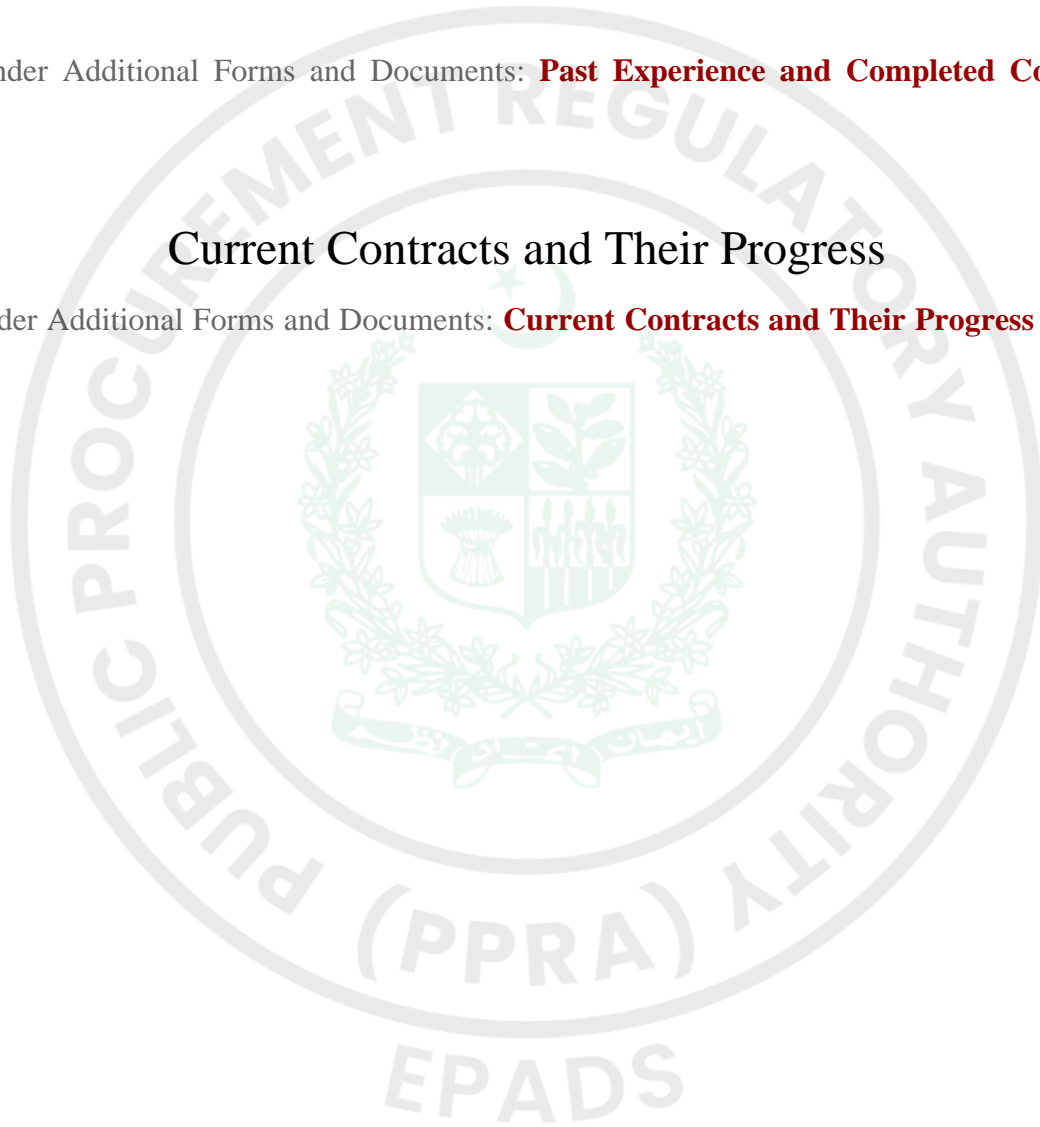 nder Additional Forms and Documents: Past Experience and Completed Co
Current Contracts and Their Progress
der Additional Forms and Documents: Current Contracts and Their Progress
PUBLIC PROCUREMENT REGULATORY AUTHORITY
(PPRA)
EPADS